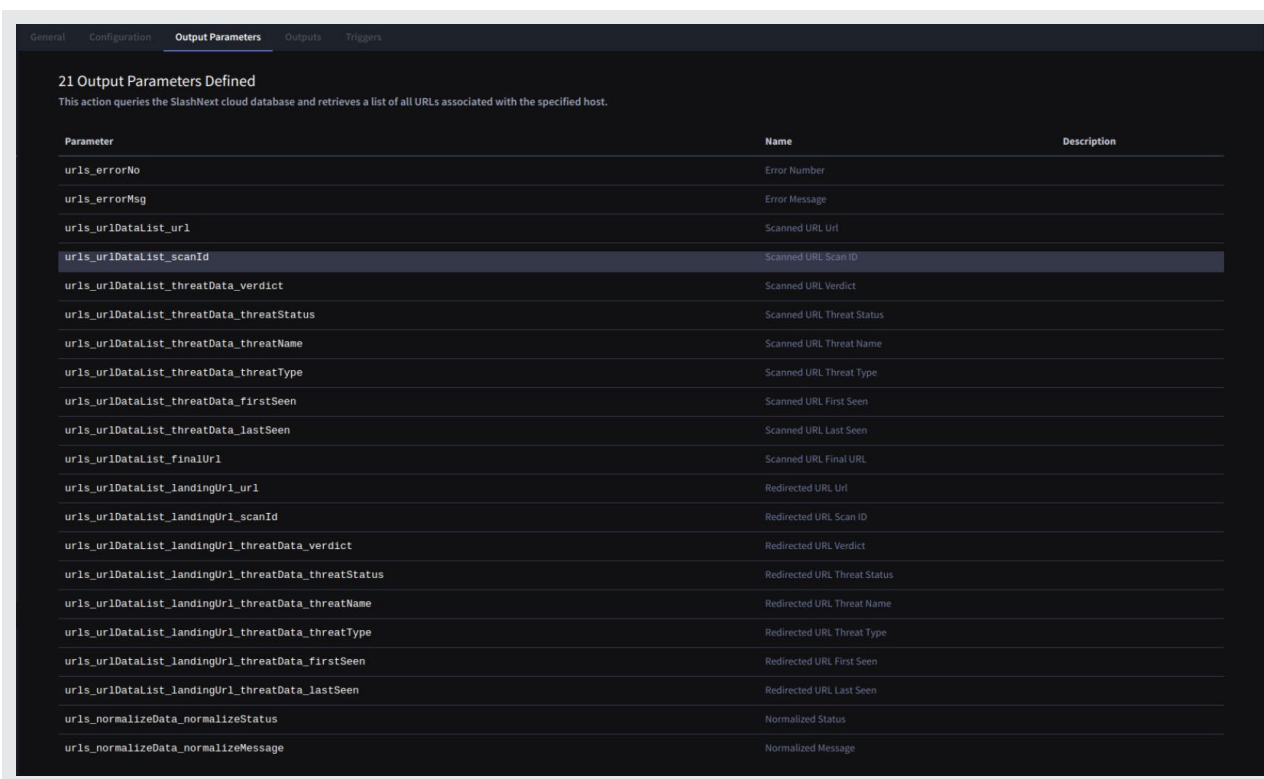 General Configuration Output Parameters Outputs Triggers
21 Output Parameters Defined
This action queries the SlashNext cloud database and retrieves a list of all URLs associated with the specified host.
Parameter Name Description
urls_errorNo Error Number
urls_errorMsg Error Message
urls_urlDataList_url Scanned URL Url
urls_urlDataList_scanId Scanned URL Scan ID
urls_urlDataList_threatData_verdict Scanned URL Verdict
urls_urlDataList_threatData_threatStatus Scanned URL Threat Status
urls_urlDataList_threatData_threatName Scanned URL Threat Name
urls_urlDataList_threatData_threatType Scanned URL Threat Type
urls_urlDataList_threatData_firstSeen Scanned URL First Seen
urls_urlDataList_threatData_lastSeen Scanned URL Last Seen
urls_urlDataList_finalUrl Scanned URL Final URL
urls_urlDataList_landingUrl_url Redirected URL Url
urls_urlDataList_landingUrl_scanId Redirected URL Scan ID
urls_urlDataList_landingUrl_threatData_verdict Redirected URL Verdict
urls_urlDataList_landingUrl_threatData_threatStatus Redirected URL Threat Status
urls_urlDataList_landingUrl_threatData_threatName Redirected URL Threat Name
urls_urlDataList_landingUrl_threatData_threatType Redirected URL Threat Type
urls_urlDataList_landingUrl_threatData_firstSeen Redirected URL First Seen
urls_urlDataList_landingUrl_threatData_lastSeen Redirected URL Last Seen
urls_normalizeData_normalizeStatus Normalized Status
urls_normalizeData_normalizeMessage Normalized Message